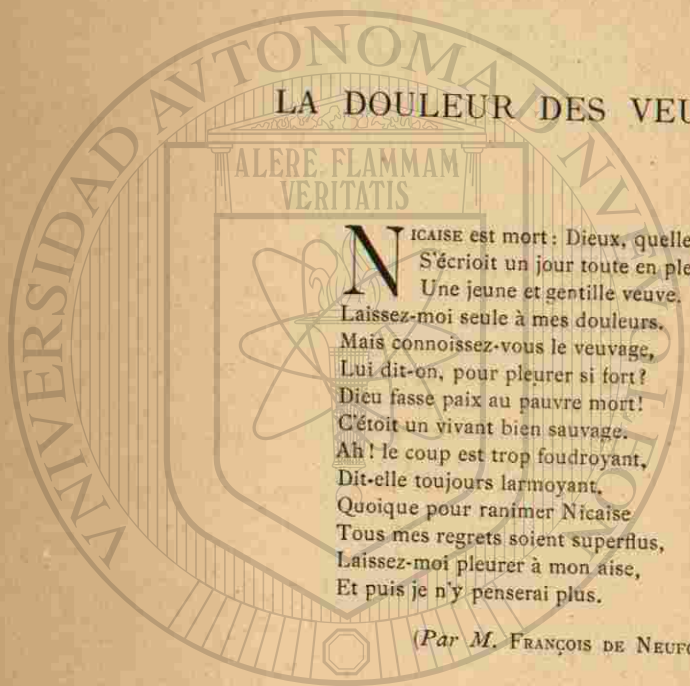 LA DOULEUR DES
NICAISE est mort: Dieux, quelle
S'écrioit un jour toute en
Une jeune et gentille veuve.
Laissez-moi seule à mes douleurs.
Mais connoissez-vous le veuvage,
Lui dit-on, pour pleurer si fort?
Dieu fasse paix au pauvre mort!
C'étoit un vivant bien sauvage.
Ah! le coup est trop foudroyant,
Dit-elle toujours larmoyant.
Quoique pour ranimer Nicaise
Tous mes regrets soient superflus,
Laissez-moi pleurer à mon aise,
Et puis je n'y penserai plus.
(Par M. FRANÇOIS DE
UNIVERSIDAD AUTONOMA
ALERE FLAMMAM
VERITATIS